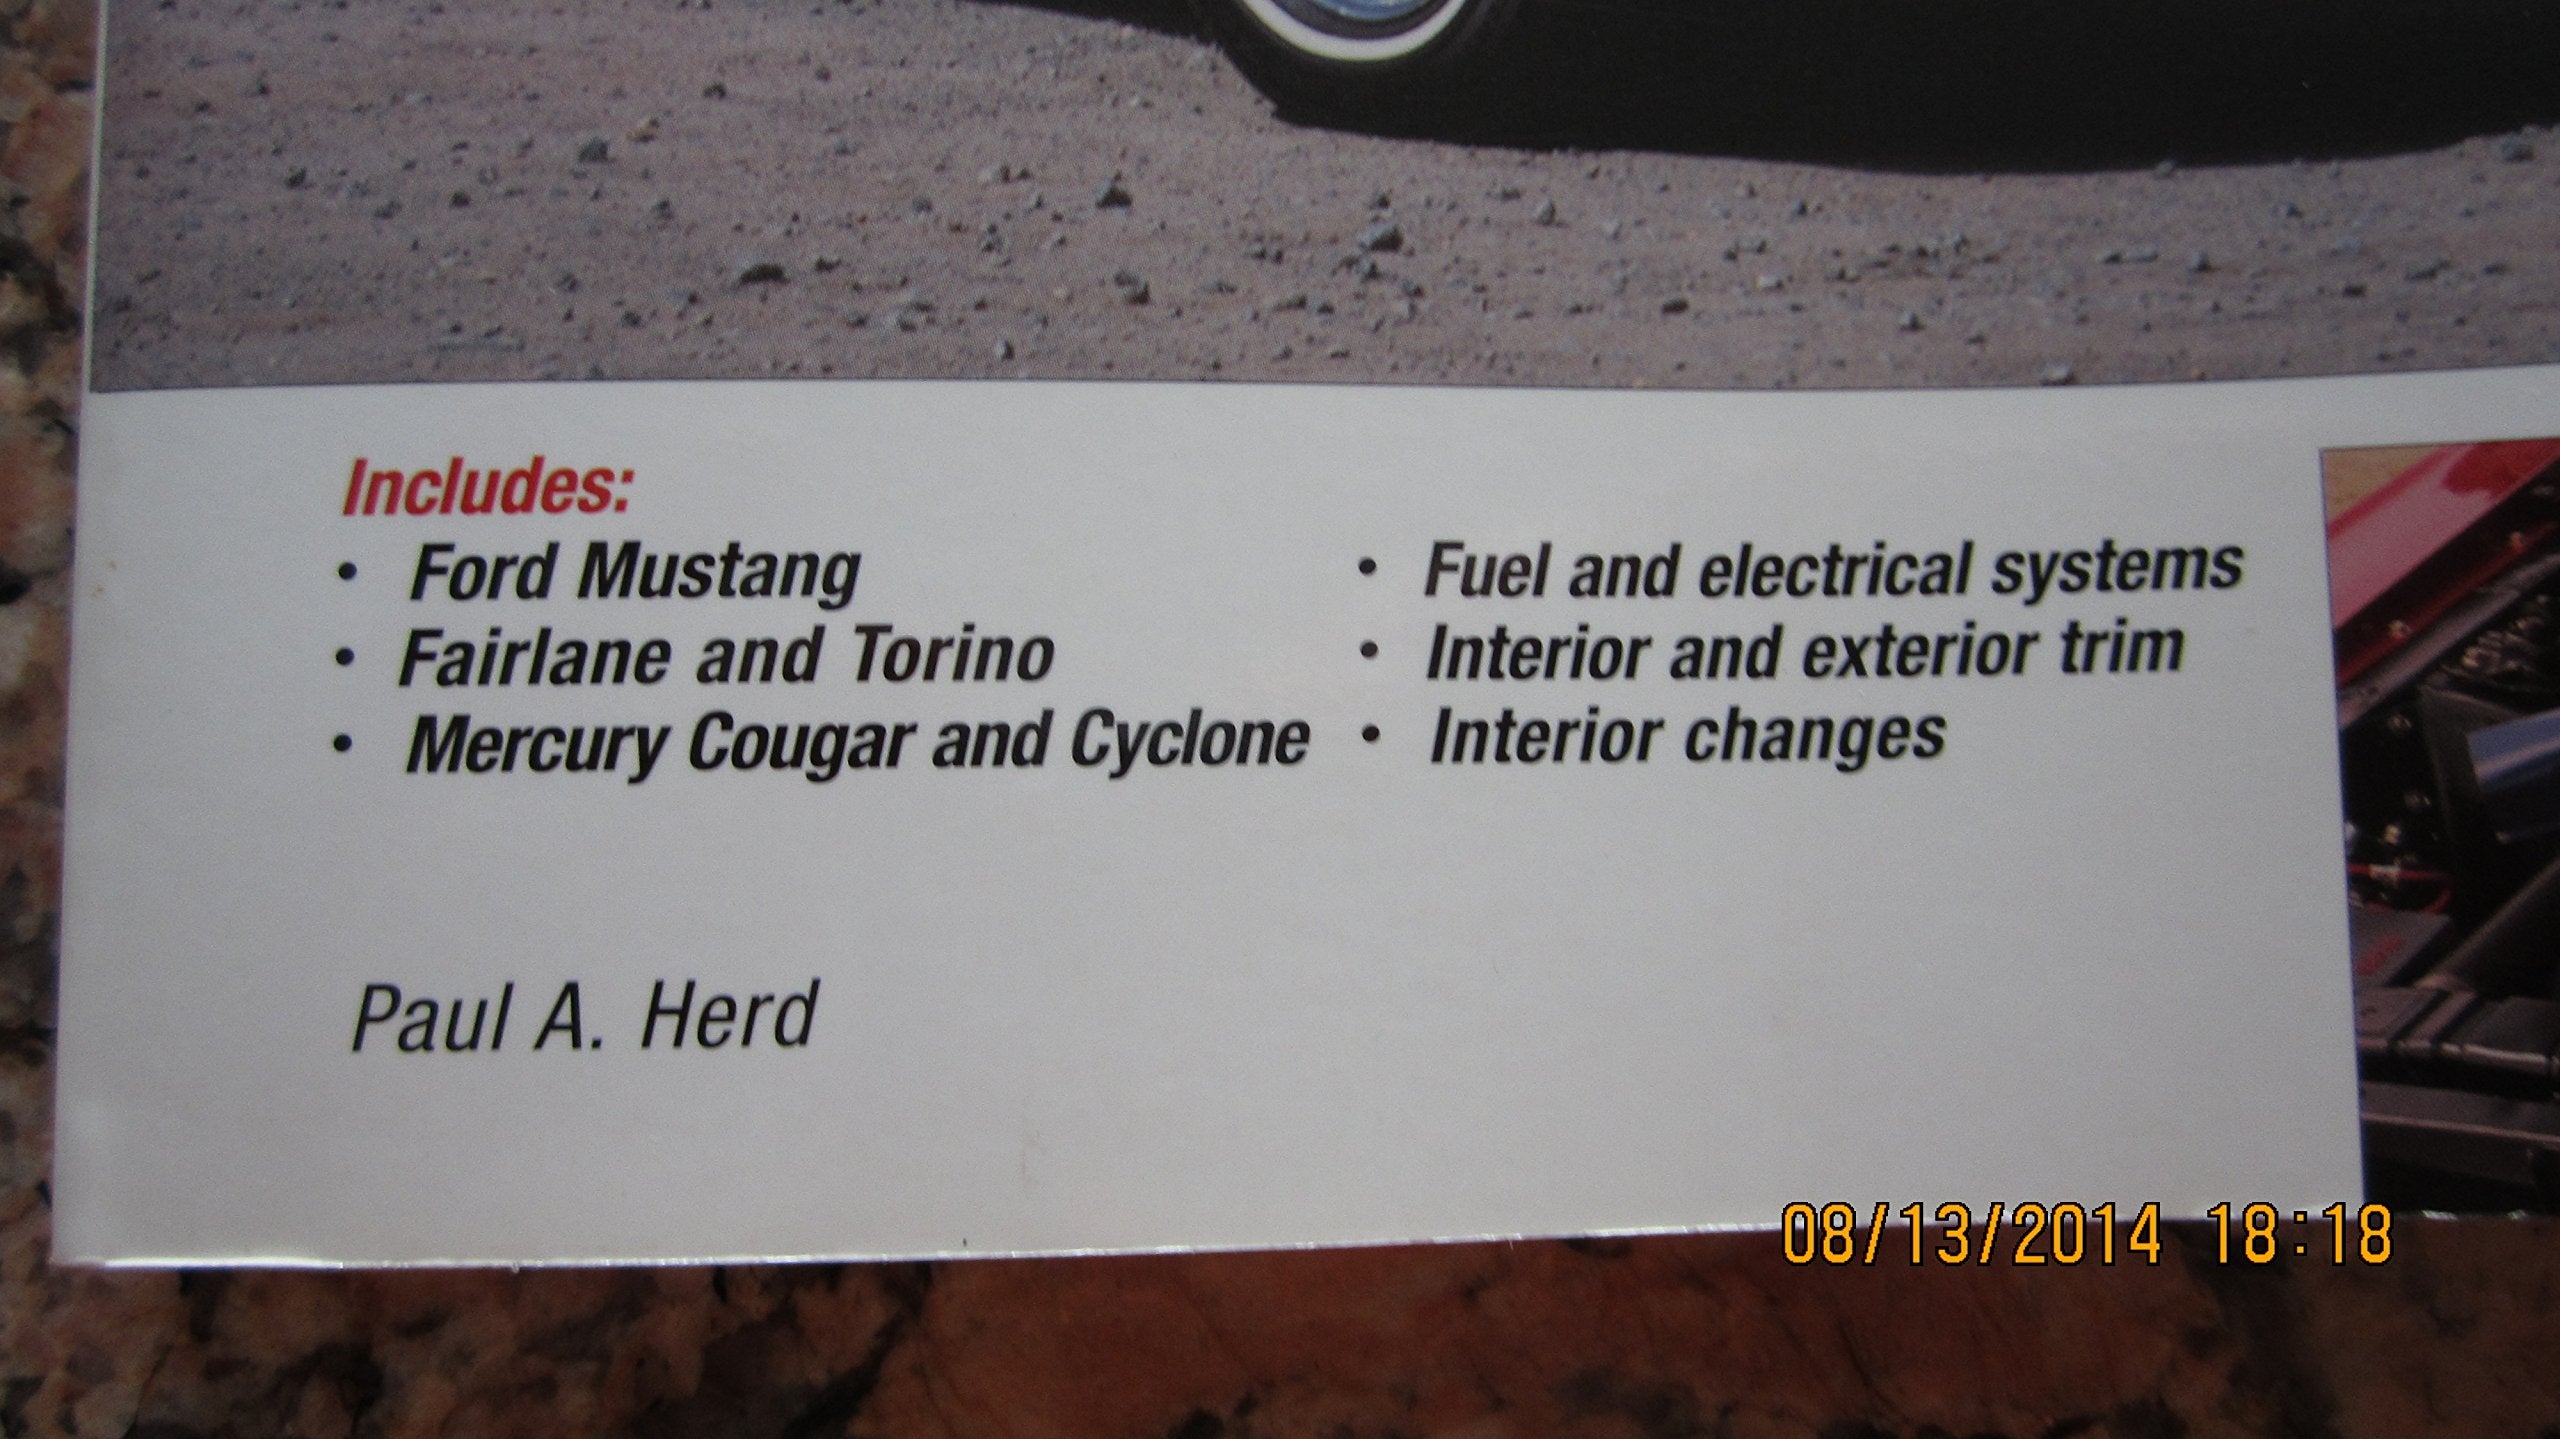 Includes:
• Ford Mustang
• Fairlane and Torino
• Mercury Cougar and Cyclone
• Fuel and electrical systems
• Interior and exterior trim
• Interior changes
Paul A. Herd
08/13/2014 18:18